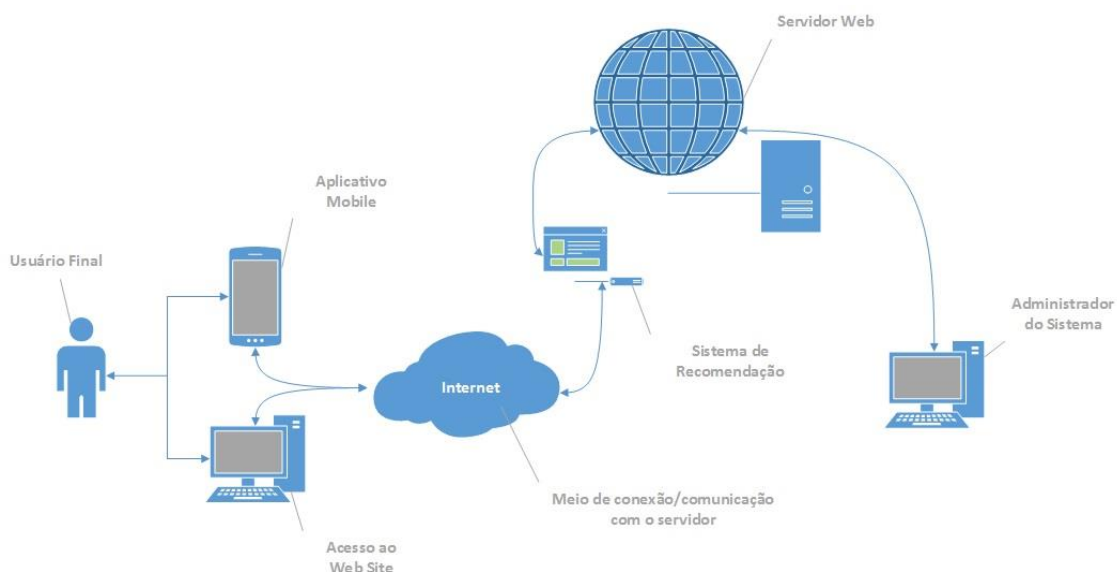 Servidor Web
Aplicativo
Mobile
Usuário Final
Administrador
do Sistema
Sistema de
Recomendação
Internet
Meio de conexão/comunicação
com o servidor
Acesso ao
Web Site